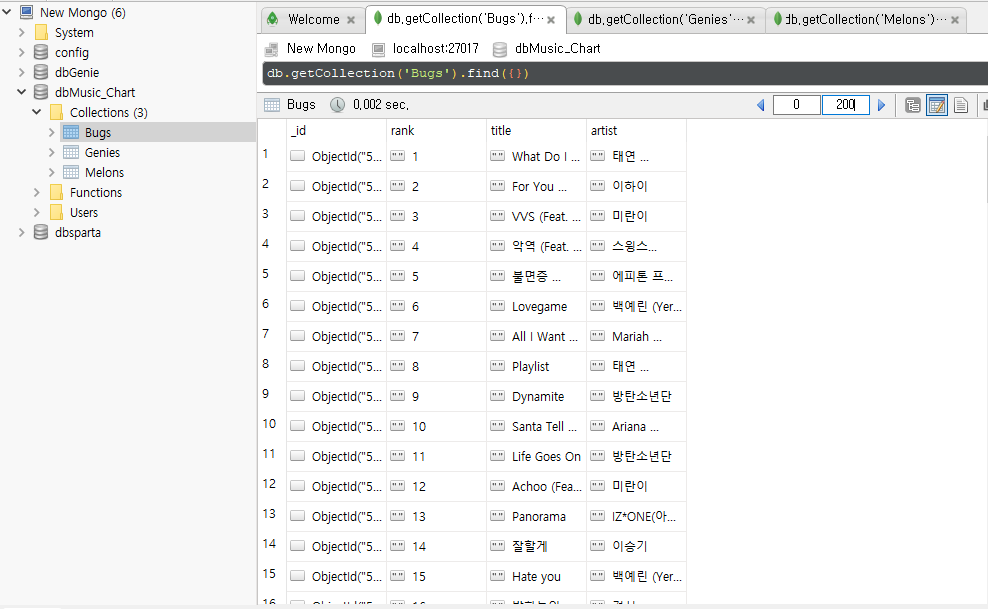 New Mongo (6)
System
config
dbGenie
dbMusic_Chart
Collections (3)
Bugs
Genies
Melons
Functions
Users
dbsparta
Welcome × db.getCollection('Bugs').f··· × db.getCollection('Genies'··· × db.getCollection('Melons')··· ×
New Mongo localhost:27017 dbMusic_Chart
db.getCollection('Bugs').find({})
Bugs 0.002 sec. 0 200
_id rank title artist
1 ObjectId("5... "" 1 "" What Do I ... "" 태연 ...
2 ObjectId("5... "" 2 "" For You ... "" 이하이
3 ObjectId("5... "" 3 "" VVS (Feat. ... "" 미란이
4 ObjectId("5... "" 4 "" 악역 (Feat. ... "" 스윙스...
5 ObjectId("5... "" 5 "" 불면증 ... "" 에피톤 프...
6 ObjectId("5... "" 6 "" Lovegame "" 백예린 (Yer...
7 ObjectId("5... "" 7 "" All I Want ... "" Mariah ...
8 ObjectId("5... "" 8 "" Playlist "" 태연 ...
9 ObjectId("5... "" 9 "" Dynamite "" 방탄소년단
10 ObjectId("5... "" 10 "" Santa Tell ... "" Ariana ...
11 ObjectId("5... "" 11 "" Life Goes On "" 방탄소년단
12 ObjectId("5... "" 12 "" Achoo (Fea... "" 미란이
13 ObjectId("5... "" 13 "" Panorama "" IZ*ONE(아...
14 ObjectId("5... "" 14 "" 잘할게 "" 이승기
15 ObjectId("5... "" 15 "" Hate you "" 백예린 (Yer...
16 ObjectId("5...